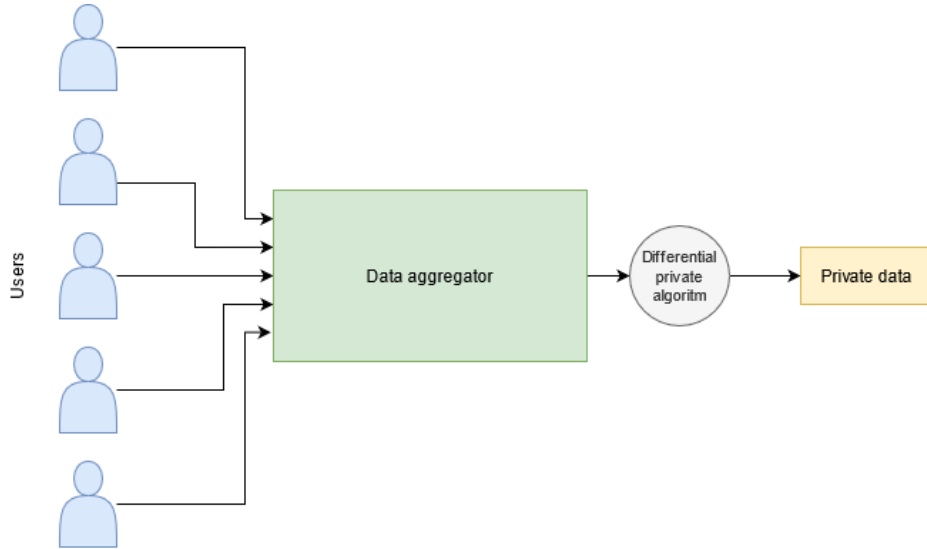 Users
Data aggregator
Differential
private
algoritm
Private data